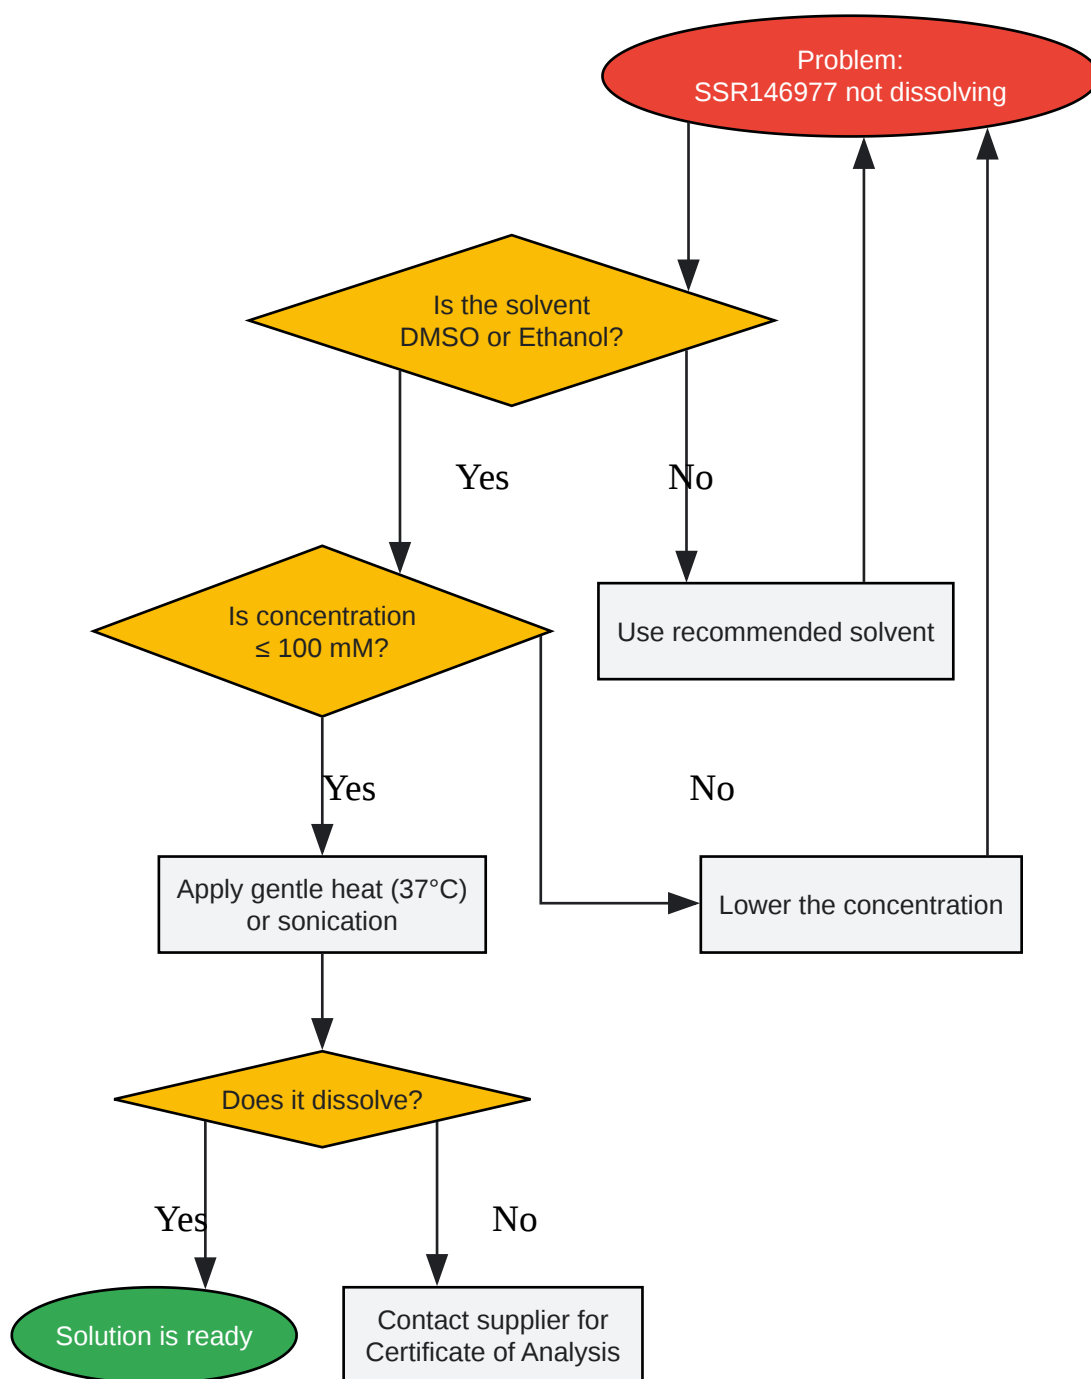 Problem:
SSR146977 not dissolving
Is the solvent
DMSO or Ethanol?
Yes
No
Is concentration
≤ 100 mM?
Use recommended solvent
Yes
No
Apply gentle heat (37°C)
or sonication
Lower the concentration
Does it dissolve?
Yes
No
Solution is ready
Contact supplier for
Certificate of Analysis